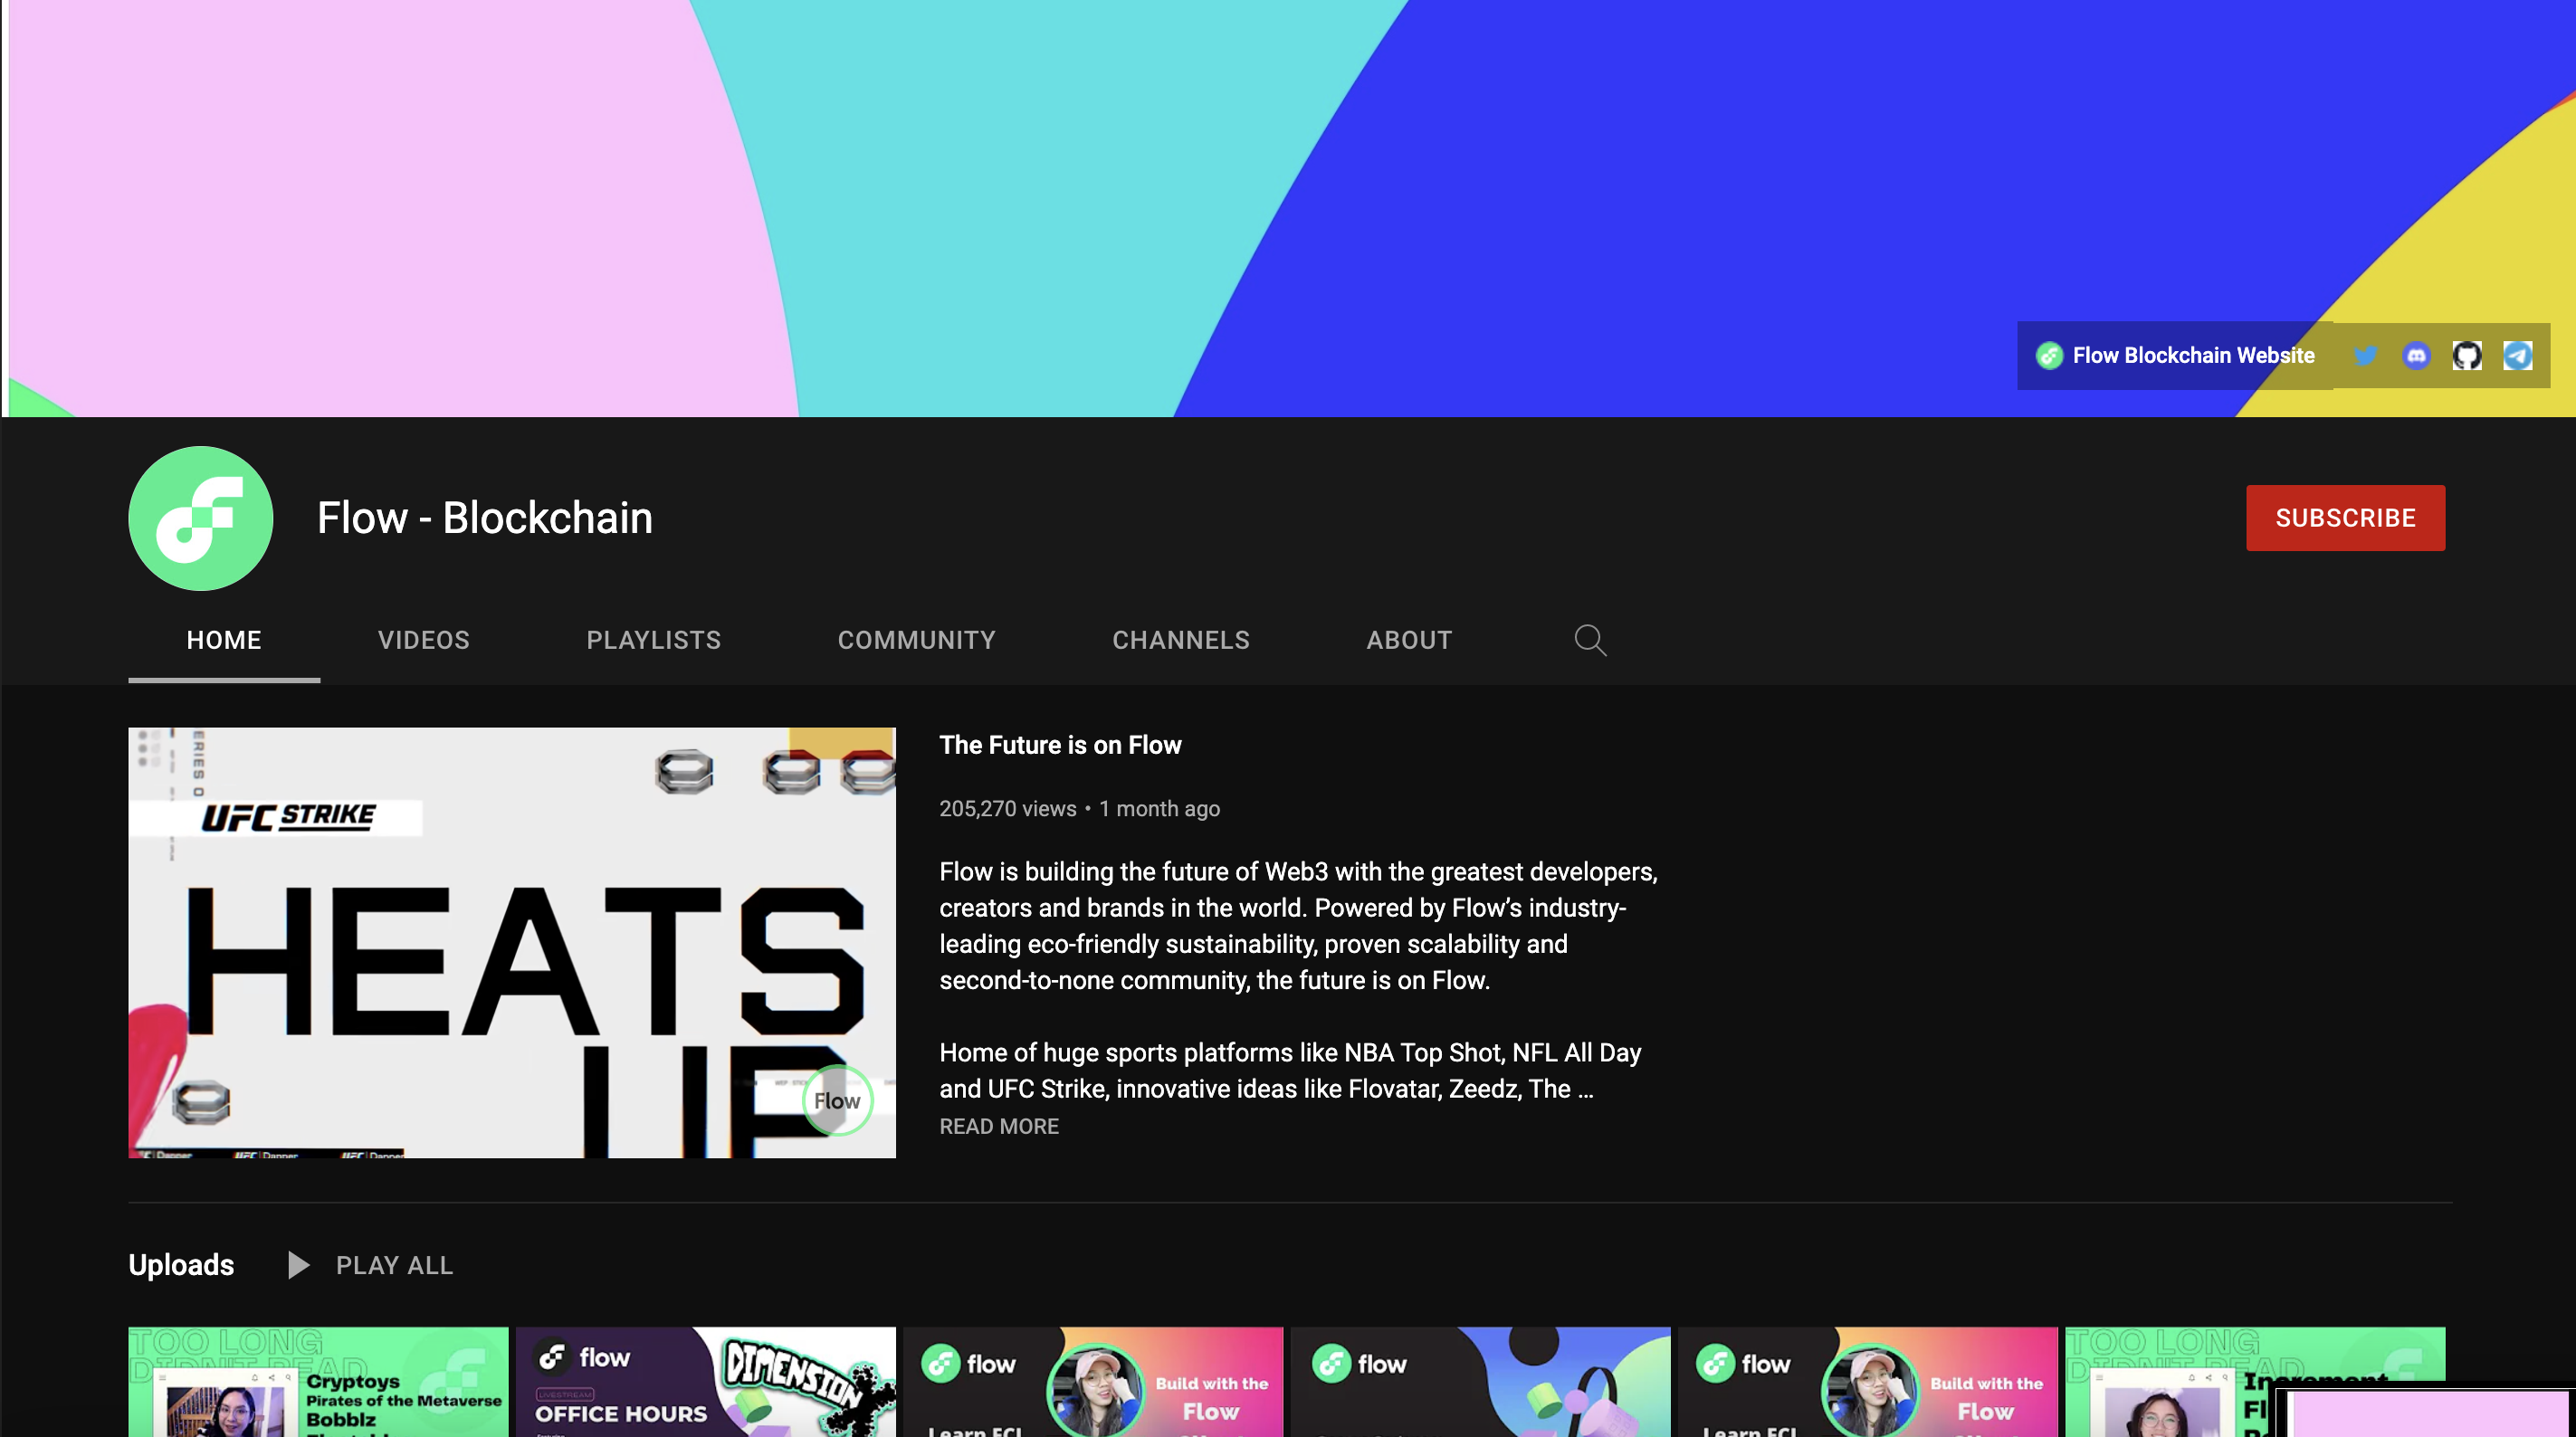 Flow Blockchain Website
Flow - Blockchain
SUBSCRIBE
HOME
VIDEOS
PLAYLISTS
COMMUNITY
CHANNELS
ABOUT
ERIES O
UFC STRIKE
HEATS
UP
Flow
The Future is on Flow
205,270 views • 1 month ago
Flow is building the future of Web3 with the greatest developers,
creators and brands in the world. Powered by Flow’s industry-
leading eco-friendly sustainability, proven scalability and
second-to-none community, the future is on Flow.
Home of huge sports platforms like NBA Top Shot, NFL All Day
and UFC Strike, innovative ideas like Flovatar, Zeedz, The ...
READ MORE
Uploads
PLAY ALL
TOO LONG
DIDNT READ
Cryptoys
Pirates of the Metaverse
Bobblz
flow
LIVESTREAM
OFFICE HOURS
DIMENSION
flow
Build with the
Flow
Learn FCL
flow
flow
Build with the
Flow
Learn FCL
TOO LONG
DIDNT READ
Increment